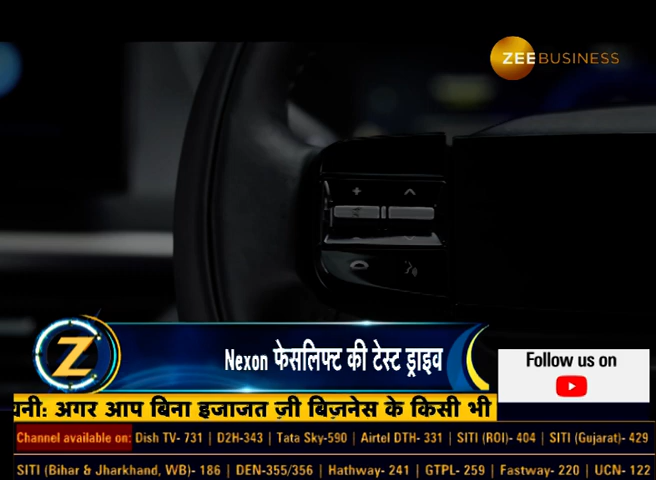 ZEEBUSINESS
Nexon फेसलिफ्ट की टेस्ट ड्राइव
Follow us on
अगर आप बिना इजाजत ज़ी बिज़नेस के किसी भी
Channel available on: Dish TV- 731 | D2H-343 | Tata Sky-590 | Airtel DTH- 331 | SITI (ROI)- 404 | SITI (Gujarat)- 429
SITI (Bihar & Jharkhand, WB)- 186 | DEN-355/356 | Hathway- 241 | GTPL- 259 | Fastway- 220 | UCN- 122